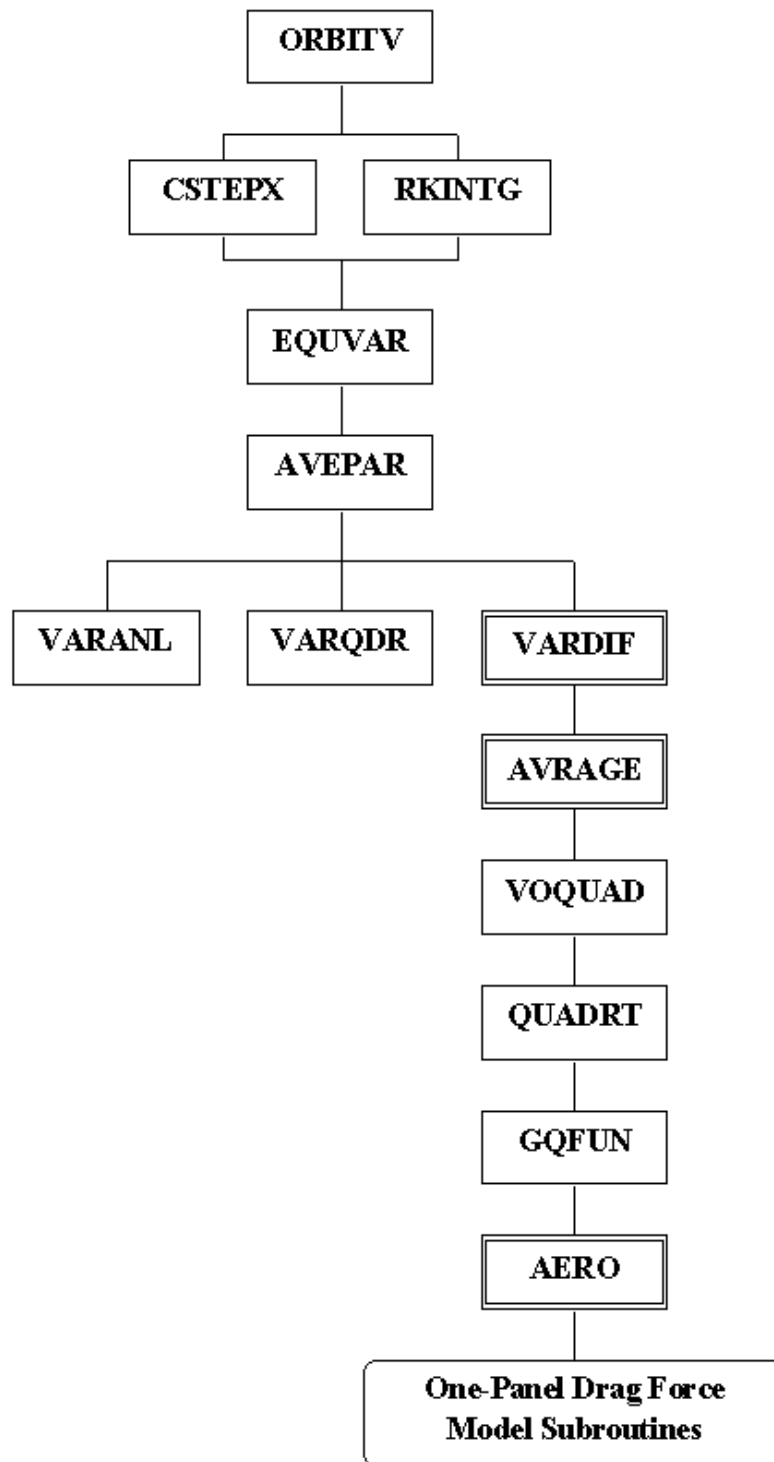 ORBITV
CSTEPX
RKINTG
EQUVAR
AVEPAR
VARANL
VARQDR
VARDIF
AVRAGE
VOQUAD
QUADRT
GQFUN
AERO
One-Panel Drag Force
Model Subroutines